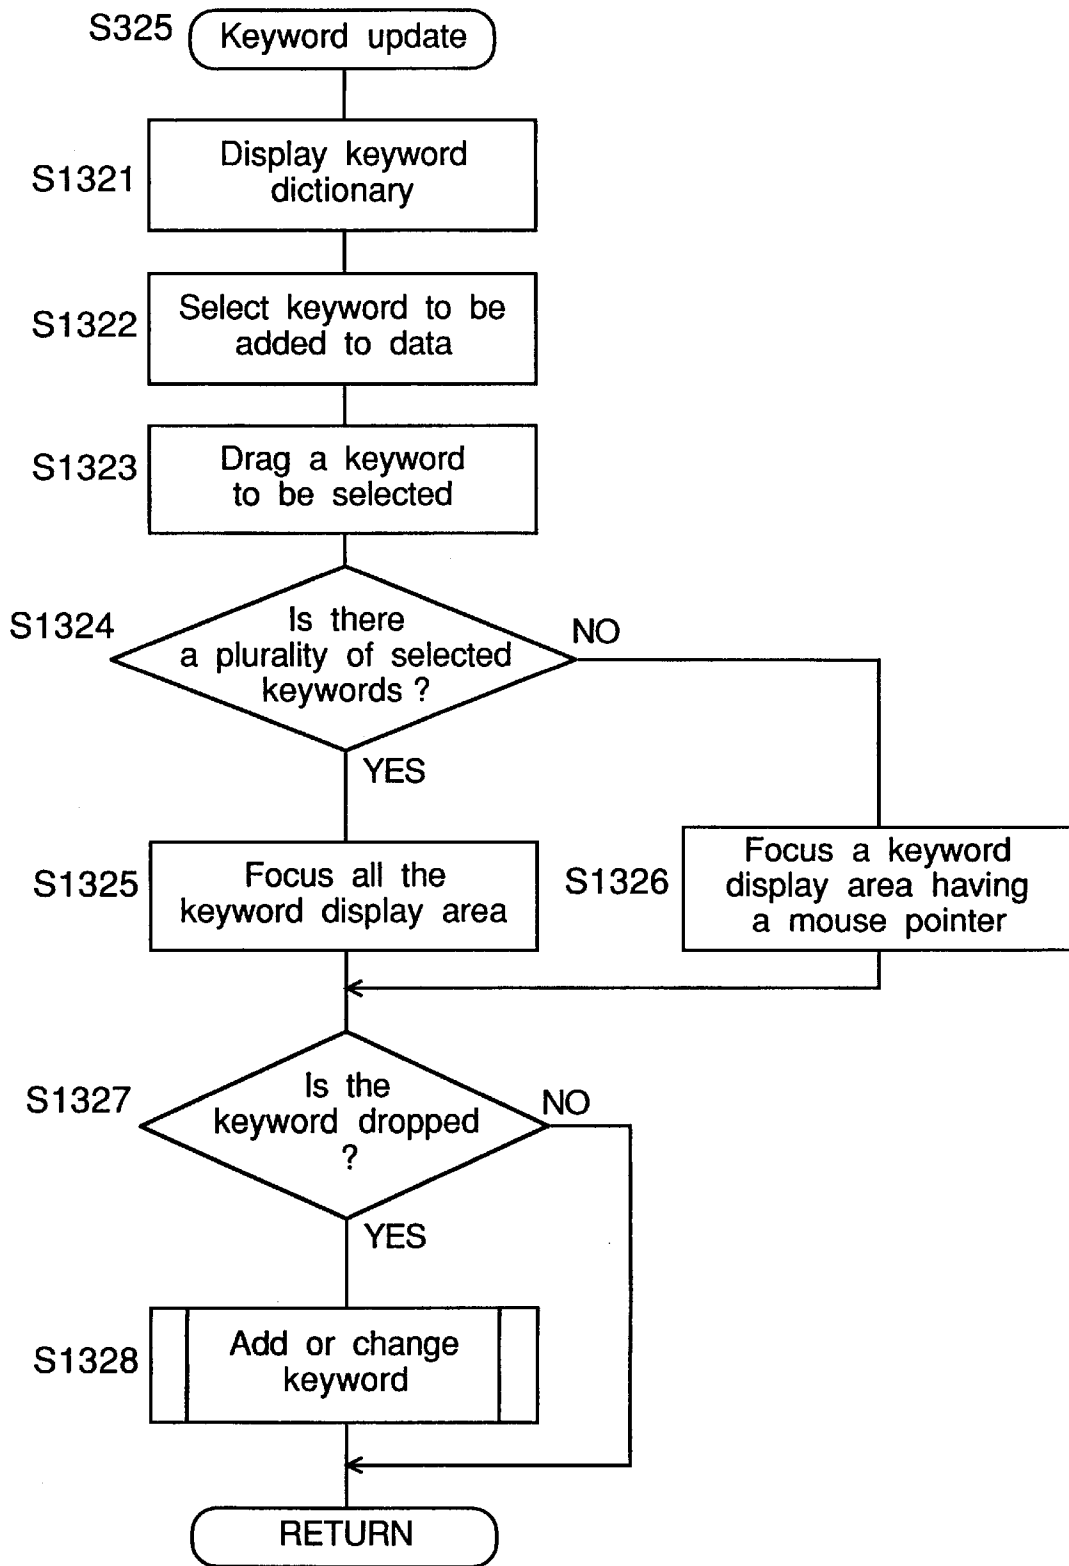 S325
Keyword update
S1321
Display keyword
dictionary
S1322
Select keyword to be
added to data
S1323
Drag a keyword
to be selected
S1324
Is there
a plurality of selected
keywords ?
NO
YES
S1325
Focus all the
keyword display area
S1326
Focus a keyword
display area having
a mouse pointer
S1327
Is the
keyword dropped
?
NO
YES
S1328
Add or change
keyword
RETURN